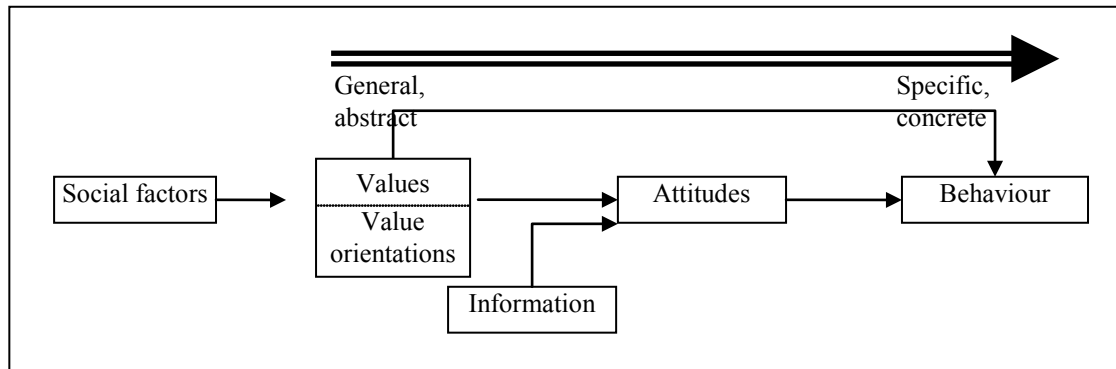 General,
abstract
Specific,
concrete
Social factors
Values
Value
orientations
Attitudes
Behaviour
Information